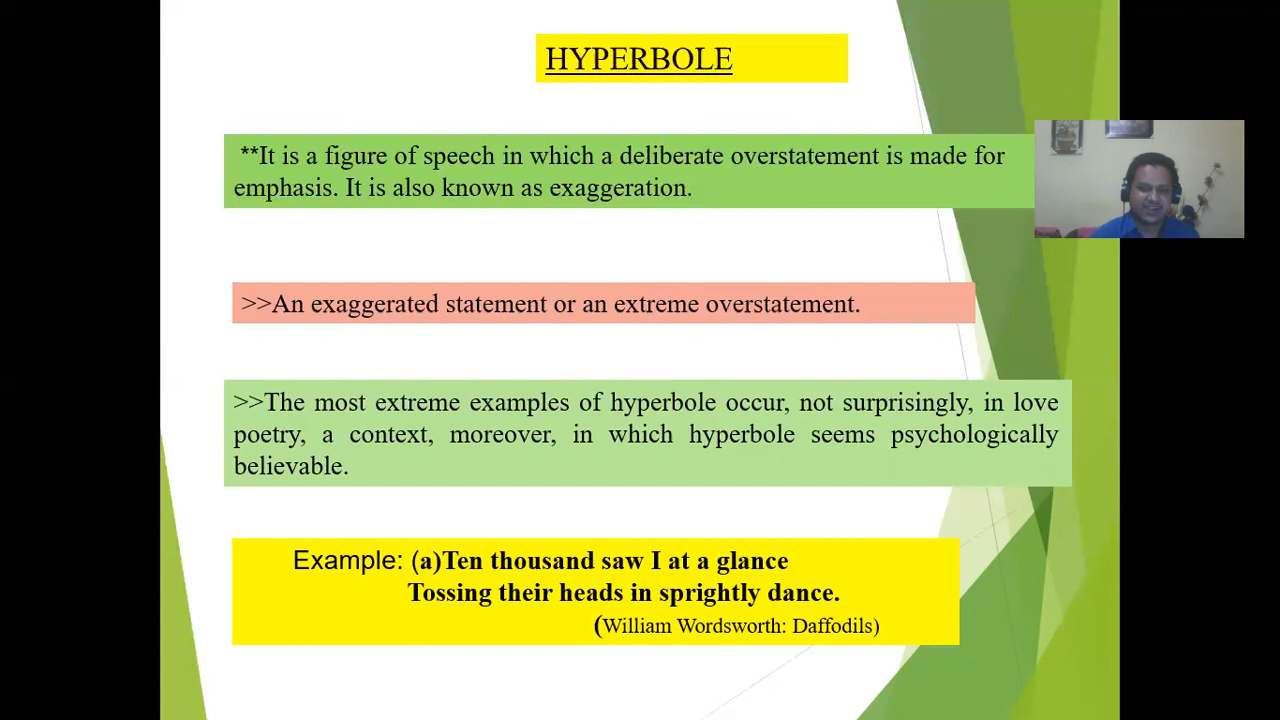 HYPERBOLE
**It is a figure of speech in which a deliberate overstatement is made for
emphasis. It is also known as exaggeration.
>>An exaggerated statement or an extreme overstatement.
>>The most extreme examples of hyperbole occur, not surprisingly, in love
poetry, a context, moreover, in which hyperbole seems psychologically
believable.
Example: (a)Ten thousand saw I at a glance
Tossing their heads in sprightly dance.
(William Wordsworth: Daffodils)